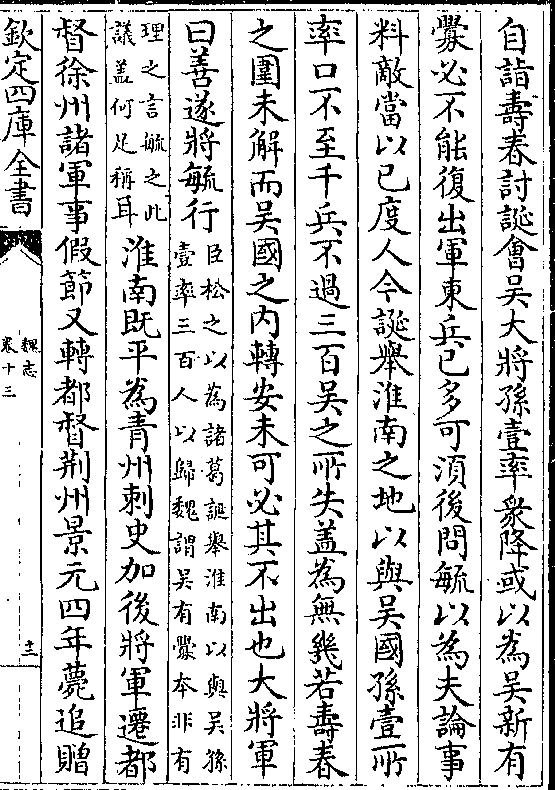 自詣壽春討誕會吳大將孫壹率衆降或以為吳新有
釁必不能復出軍東兵已多可須後問毓以為夫論事
料敵當以已度人今誕舉淮南之地以與吳國孫壹所
率口不至千兵不過三百吳之所失蓋為無幾若壽春
之圍未解而吳國之内轉安未可必其不出也大將軍
曰善遂將毓行
臣松之以為諸葛誕舉淮南以與吳孫
壹率三百人以歸魏謂吳有釁本非有
理之言毓之此
議盖何足稱耳
淮南既平為青州刺史加後將軍遷都
督徐州諸軍事假節又轉都督荆州景元四年薨追贈
欽定四庫全書
魏志
卷十三
十三